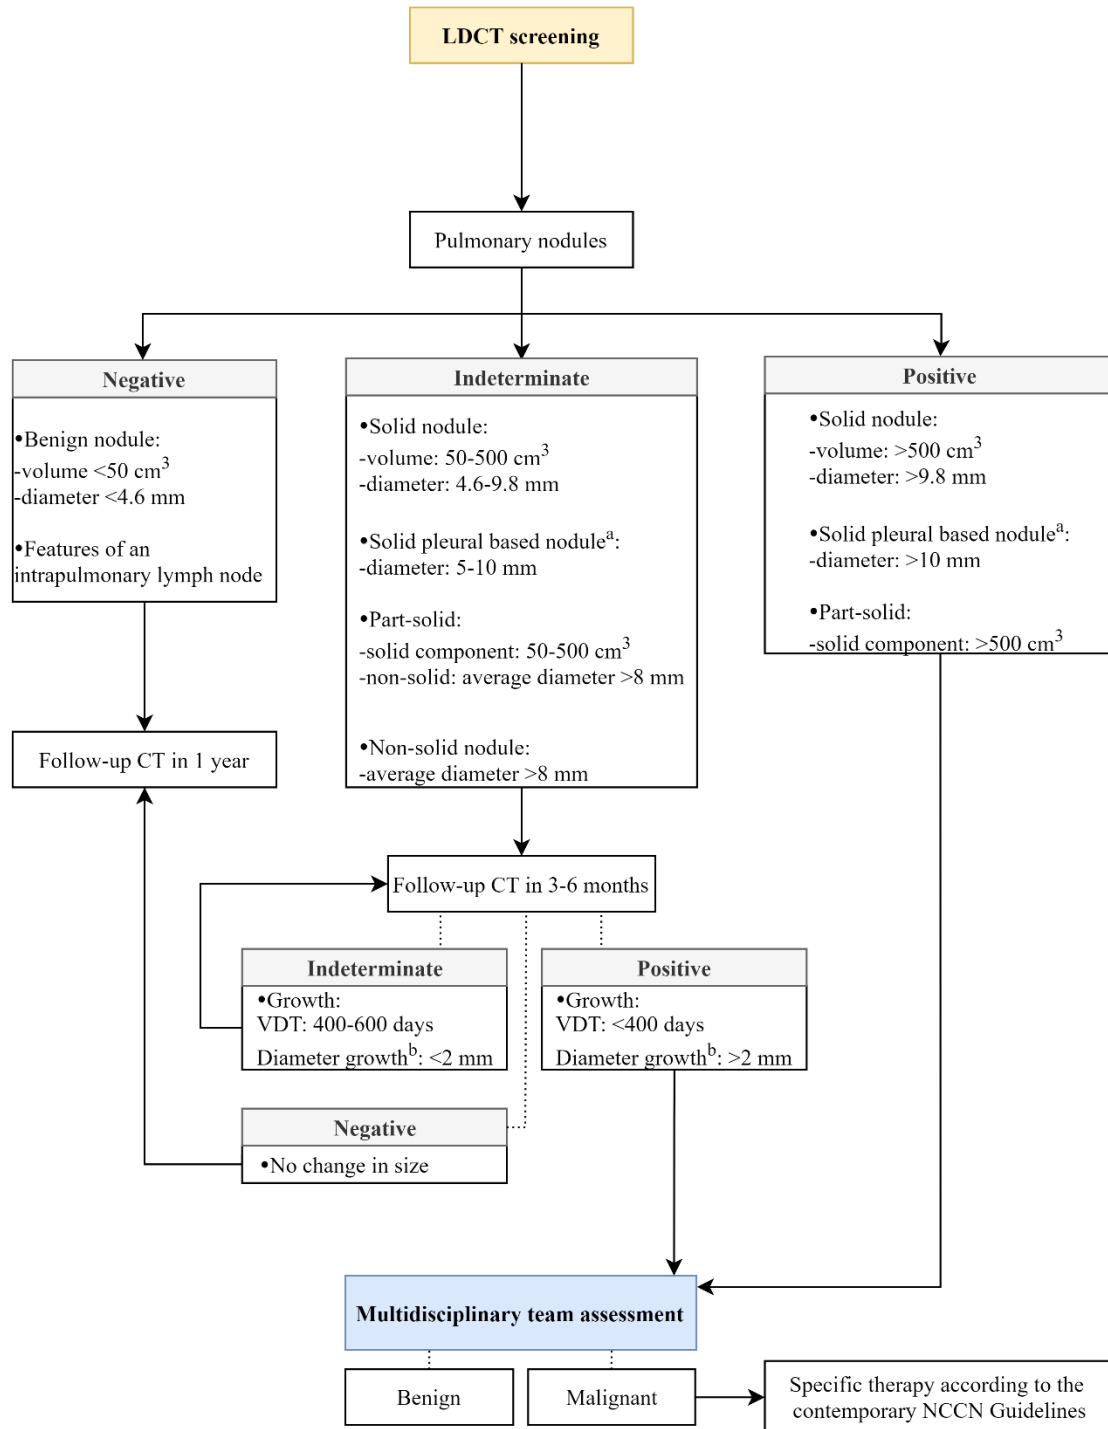 LDCT screening
Pulmonary nodules
Negative
•Benign nodule:
-volume <50 cm³
-diameter <4.6 mm
•Features of an
intrapulmonary lymph node
Indeterminate
•Solid nodule:
-volume: 50-500 cm³
-diameter: 4.6-9.8 mm
•Solid pleural based noduleᵃ:
-diameter: 5-10 mm
•Part-solid:
-solid component: 50-500 cm³
-non-solid: average diameter >8 mm
•Non-solid nodule:
-average diameter >8 mm
Positive
•Solid nodule:
-volume: >500 cm³
-diameter: >9.8 mm
•Solid pleural based noduleᵃ:
-diameter: >10 mm
•Part-solid:
-solid component: >500 cm³
Follow-up CT in 1 year
Follow-up CT in 3-6 months
Indeterminate
•Growth:
VDT: 400-600 days
Diameter growthᵇ: <2 mm
Positive
•Growth:
VDT: <400 days
Diameter growthᵇ: >2 mm
Negative
•No change in size
Multidisciplinary team assessment
Benign
Malignant
Specific therapy according to the
contemporary NCCN Guidelines